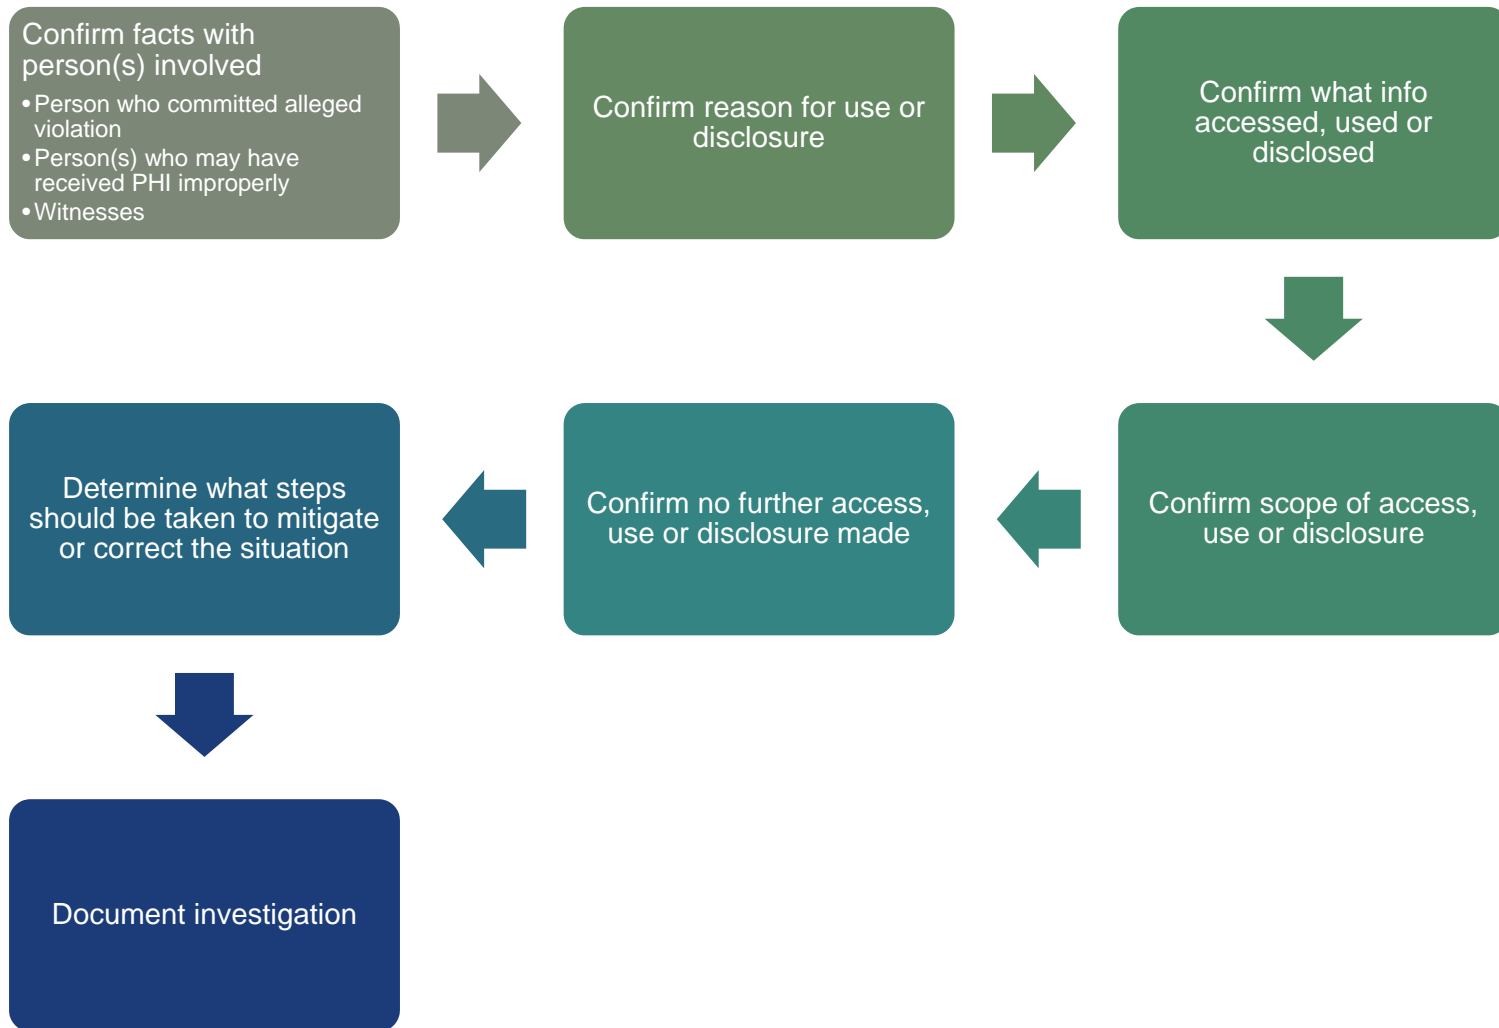 Confirm facts with
person(s) involved
•Person who committed alleged
violation
•Person(s) who may have
received PHI improperly
•Witnesses
Confirm reason for use or
disclosure
Confirm what info
accessed, used or
disclosed
Confirm scope of access,
use or disclosure
Confirm no further access,
use or disclosure made
Determine what steps
should be taken to mitigate
or correct the situation
Document investigation